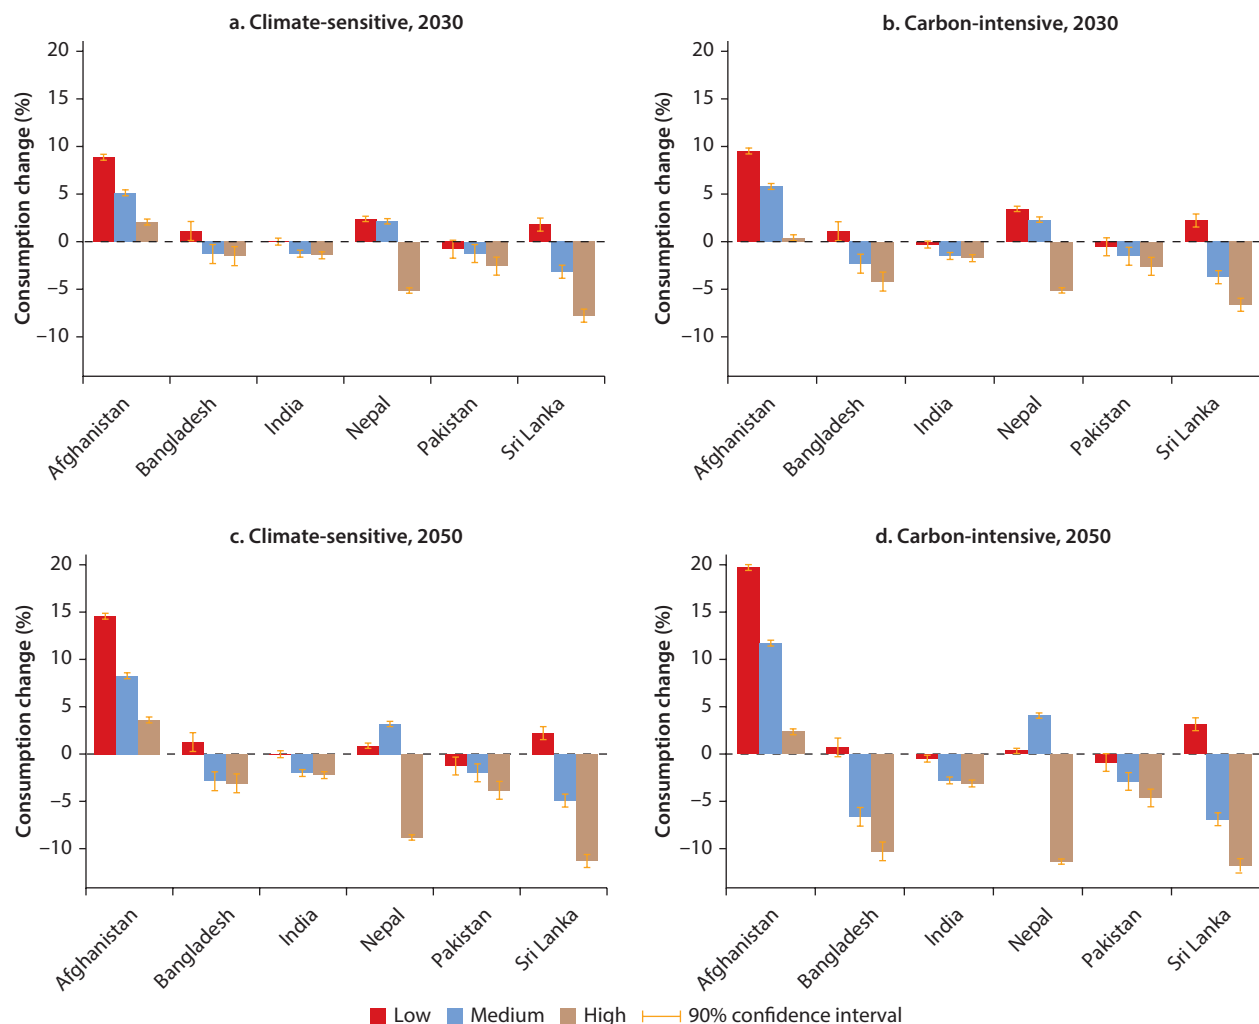 a. Climate-sensitive, 2030
Consumption change (%)
20
15
10
5
0
−5
−10
Afghanistan
Bangladesh
India
Nepal
Pakistan
Sri Lanka
b. Carbon-intensive, 2030
Consumption change (%)
20
15
10
5
0
−5
−10
Afghanistan
Bangladesh
India
Nepal
Pakistan
Sri Lanka
c. Climate-sensitive, 2050
Consumption change (%)
20
15
10
5
0
−5
−10
Afghanistan
Bangladesh
India
Nepal
Pakistan
Sri Lanka
d. Carbon-intensive, 2050
Consumption change (%)
20
15
10
5
0
−5
−10
Afghanistan
Bangladesh
India
Nepal
Pakistan
Sri Lanka
Low Medium High 90% confidence interval